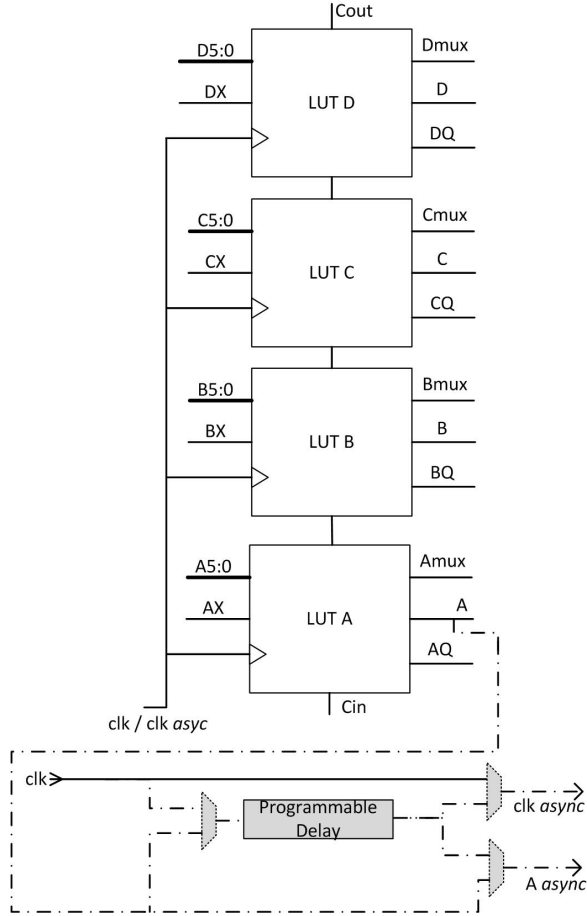 Cout
D5:0
Dmux
DX
LUT D
D
DQ
C5:0
Cmux
CX
LUT C
C
CQ
B5:0
Bmux
BX
LUT B
B
BQ
A5:0
Amux
AX
LUT A
A
AQ
Cin
clk / clk asyc
clk
Programmable
Delay
clk async
A async